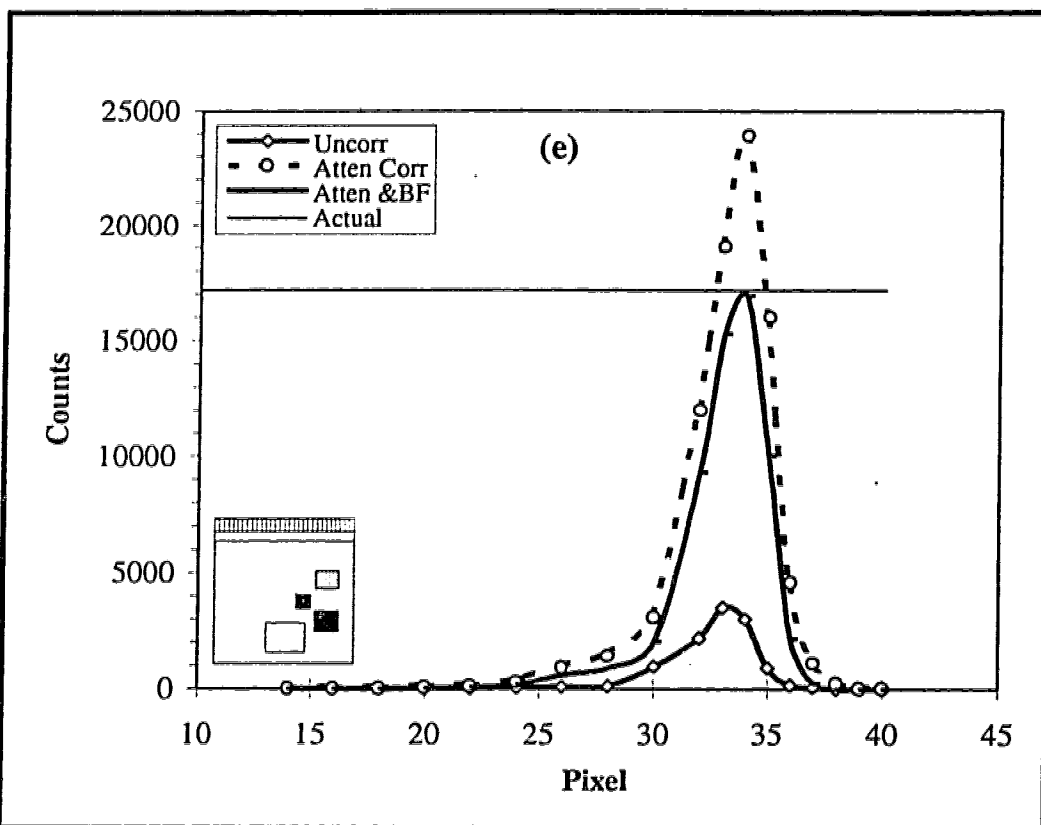 25000
20000
15000
10000
5000
0
Counts
Uncorr
Atten Corr
Atten &BF
Actual
(e)
10 15 20 25 30 35 40 45
Pixel